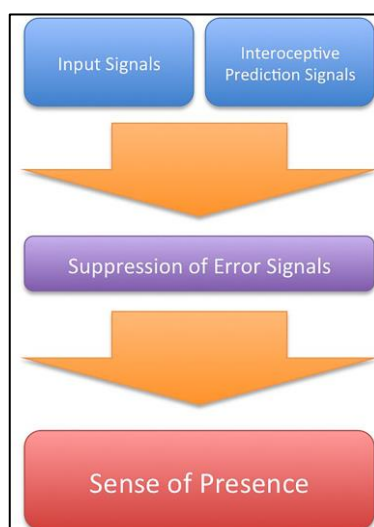 Input Signals
Interoceptive
Prediction Signals
Suppression of Error Signals
Sense of Presence